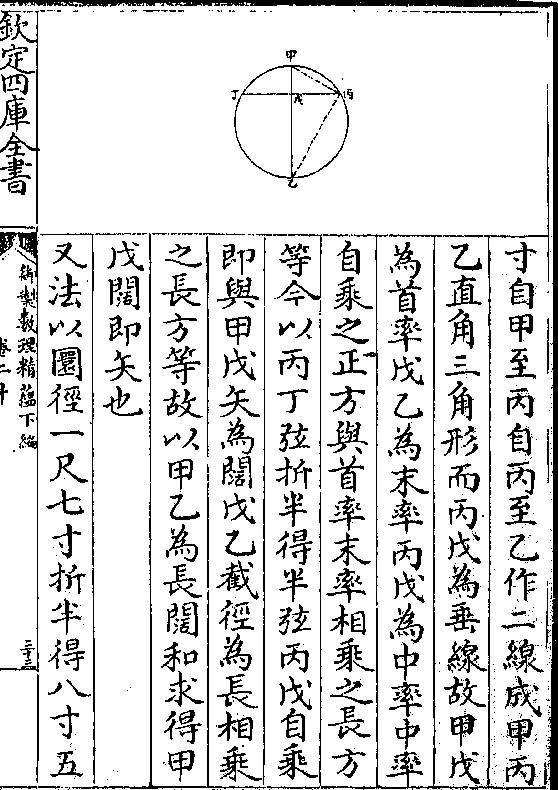 甲
丁
戊
丙
乙
寸自甲至丙自丙至乙作二線成甲丙
乙直角三角形而丙戊為垂線故甲戊
為首率戊乙為末率丙戊為中率中率
自乘之正方與首率末率相乘之長方
等今以丙丁弦折半得半弦丙戊自乘
即與甲戊矢為闊戊乙截徑為長相乘
之長方等故以甲乙為長闊和求得甲
戊闊即矢也
又法以圜徑一尺七寸折半得八寸五
欽定四庫全書
御製數理精藴下編
卷二十
二十三